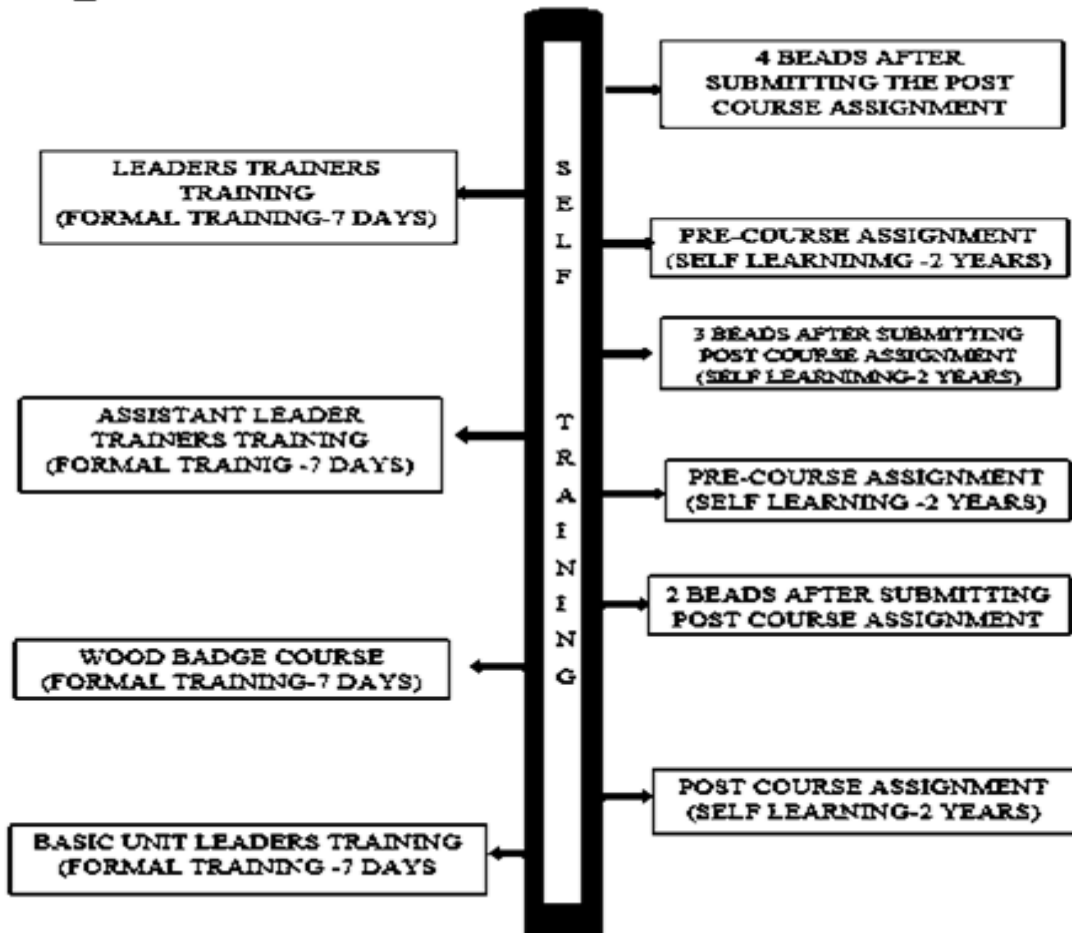 4 BEADS AFTER
SUBMITTING THE POST
COURSE ASSIGNMENT
LEADERS TRAINERS
TRAINING
(FORMAL TRAINING-7 DAYS)
PRE-COURSE ASSIGNMENT
(SELF LEARNINMG -2 YEARS)
3 BEADS AFTER SUBMITTING
POST COURSE ASSIGNMENT
(SELF LEARNIMNG-2 YEARS)
ASSISTANT LEADER
TRAINERS TRAINING
(FORMAL TRAINIG -7 DAYS)
PRE-COURSE ASSIGNMENT
(SELF LEARNING -2 YEARS)
2 BEADS AFTER SUBMITTING
POST COURSE ASSIGNMENT
WOOD BADGE COURSE
(FORMAL TRAINING-7 DAYS)
POST COURSE ASSIGNMENT
(SELF LEARNING-2 YEARS)
BASIC UNIT LEADERS TRAINING
(FORMAL TRAINING -7 DAYS
SELF TRAINING